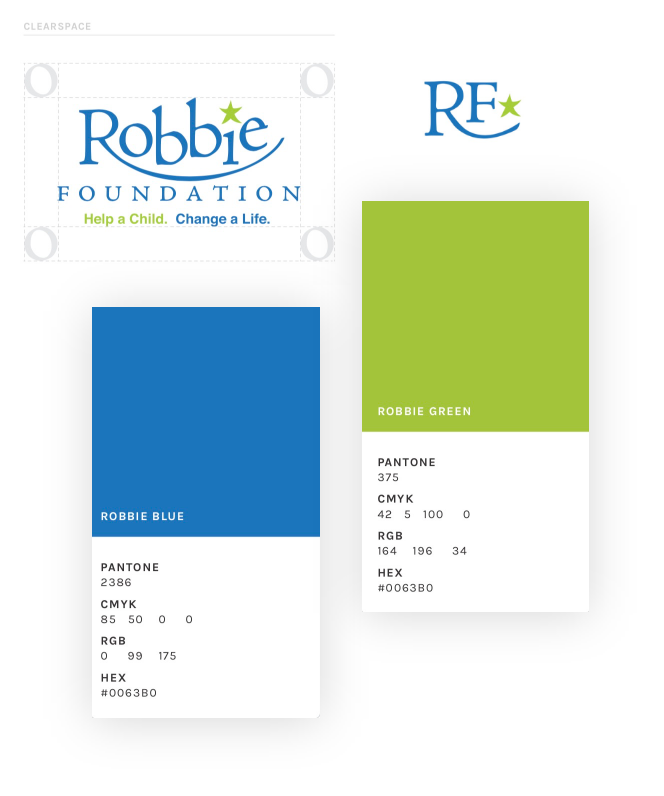 CLEARSPACE
Robbie
FOUNDATION
Help a Child. Change a Life.
RF
ROBBIE BLUE
PANTONE
2386
CMYK
85 50 0 0
RGB
0 99 175
HEX
#0063B0
ROBBIE GREEN
PANTONE
375
CMYK
42 5 100 0
RGB
164 196 34
HEX
#0063B0